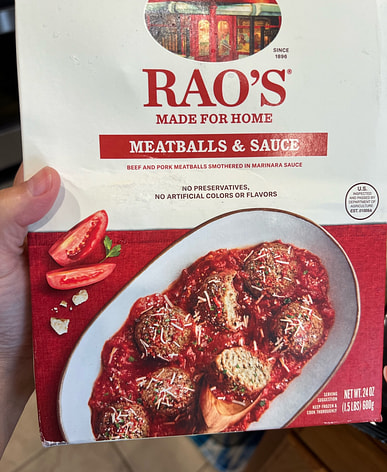 SINCE
1896
RAO'S®
MADE FOR HOME
MEATBALLS & SAUCE
BEEF AND PORK MEATBALLS SMOTHERED IN MARINARA SAUCE
NO PRESERVATIVES,
NO ARTIFICIAL COLORS OR FLAVORS
U.S.
INSPECTED
AND PASSED BY
DEPARTMENT OF
AGRICULTURE
SERVING
SUGGESTION
KEEP FROZEN &
COOK THOROUGHLY
NET WT. 24 OZ
(1.5 LBS) 680g